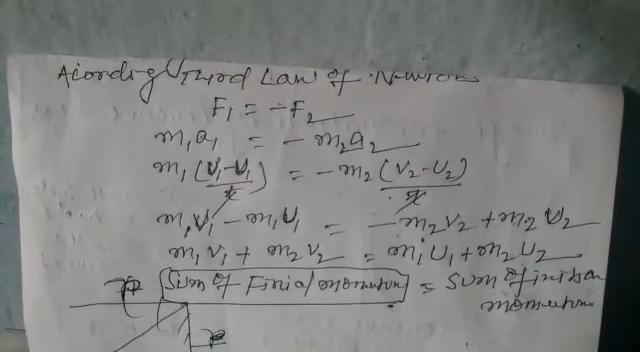 Acording Third Law of Newton
F₁ = -F₂
m₁a₁ = - m₂a₂
m₁(V₁-U₁/t) = -m₂(V₂-U₂)/t
m₁V₁ - m₁U₁ = -m₂V₂ + m₂U₂
m₁V₁ + m₂V₂ = m₁U₁ + m₂U₂
Sum of Finial momentum = Sum of initial
momentum